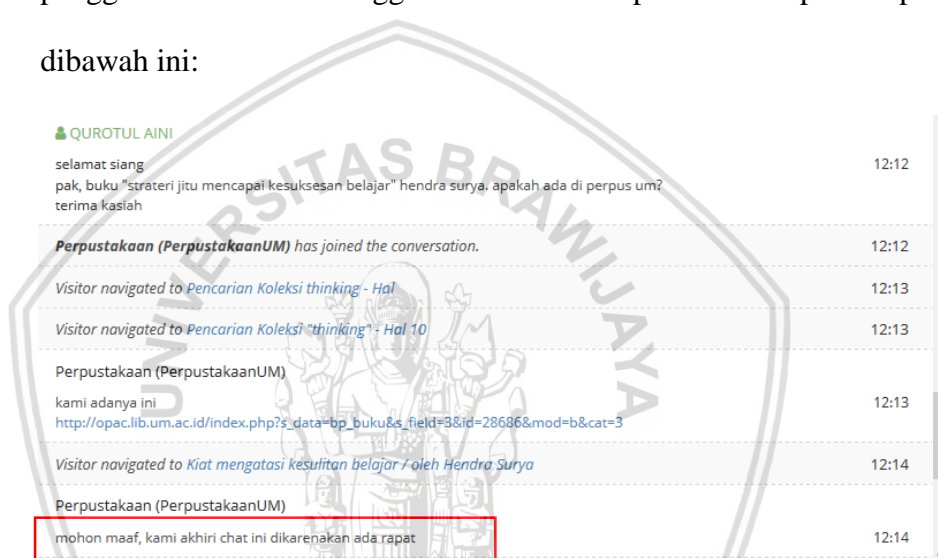 dibawah ini:
QUROTUL AINI
selamat siang 12:12
pak, buku "strateri jitu mencapai kesuksesan belajar" hendra surya. apakah ada di perpus um?
terima kasiah
Perpustakaan (PerpustakaanUM) has joined the conversation. 12:12
Visitor navigated to Pencarian Koleksi thinking - Hal 12:13
Visitor navigated to Pencarian Koleksi "thinking" - Hal 10 12:13
Perpustakaan (PerpustakaanUM)
kami adanya ini 12:13
http://opac.lib.um.ac.id/index.php?s_data=bp_buku&s_field=3&id=28686&mod=b&cat=3
Visitor navigated to Kiat mengatasi kesulitan belajar / oleh Hendra Surya 12:14
Perpustakaan (PerpustakaanUM)
mohon maaf, kami akhiri chat ini dikarenakan ada rapat 12:14
UNIVERSITAS BRAWIJAYA